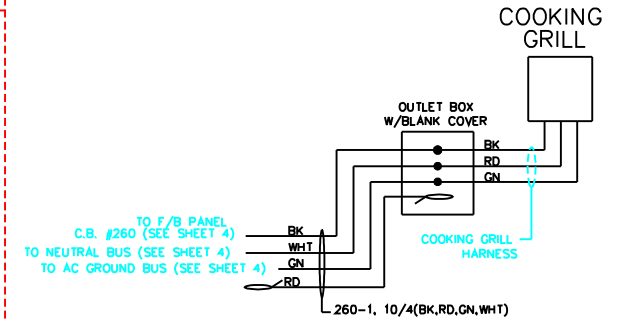 COOKING
GRILL
OUTLET BOX
W/BLANK COVER
BK
RD
GN
TO F/B PANEL
C.B. #260 (SEE SHEET 4)
BK
TO NEUTRAL BUS (SEE SHEET 4)
WHT
TO AC GROUND BUS (SEE SHEET 4)
GN
RD
COOKING GRILL
HARNESS
260-1, 10/4(BK,RD,GN,WHT)